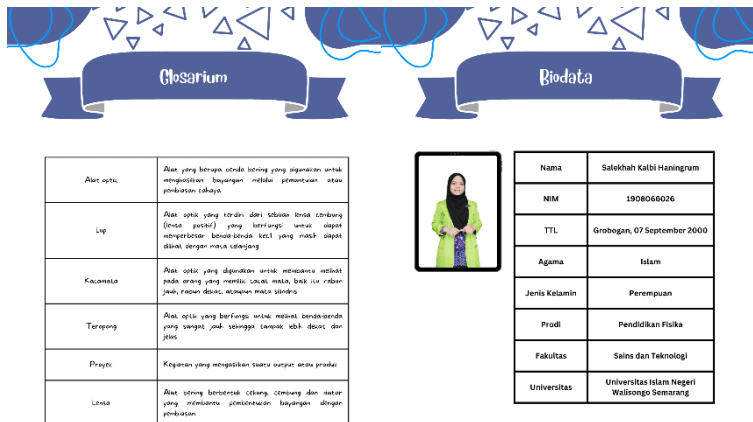 Glosarium
Alat optik
Alat yang berupa benda bening yang digunakan untuk
menghasilkan bayangan melalui pemantulan atau
pembiasan cahaya
Lup
Alat optik yang terdiri dari sebuah lensa cembung
(lensa positif) yang berfungsi untuk dapat
memperbesar benda-benda kecil yang masih dapat
dilihat dengan mata telanjang
Kacamata
Alat optik yang digunakan untuk membantu melihat
pada orang yang memiliki cacat mata, baik itu rabun
jauh, rabun dekat, ataupun mata silindris
Teropong
Alat optik yang berfungsi untuk melihat benda-benda
yang sangat jauh sehingga tampak lebih dekat dan
jelas
Proyek
Kegiatan yang mengasilkan suatu output atau produk
Lensa
Alat bening berbentuk cekung, cembung dan datar
yang membantu pembentukan bayangan dengan
pembiasan
Biodata
Nama Salekhah Kalbi Haningrum
NIM 1908066026
TTL Grobogan, 07 September 2000
Agama Islam
Jenis Kelamin Perempuan
Prodi Pendidikan Fisika
Fakultas Sains dan Teknologi
Universitas Universitas Islam Negeri
Walisongo Semarang